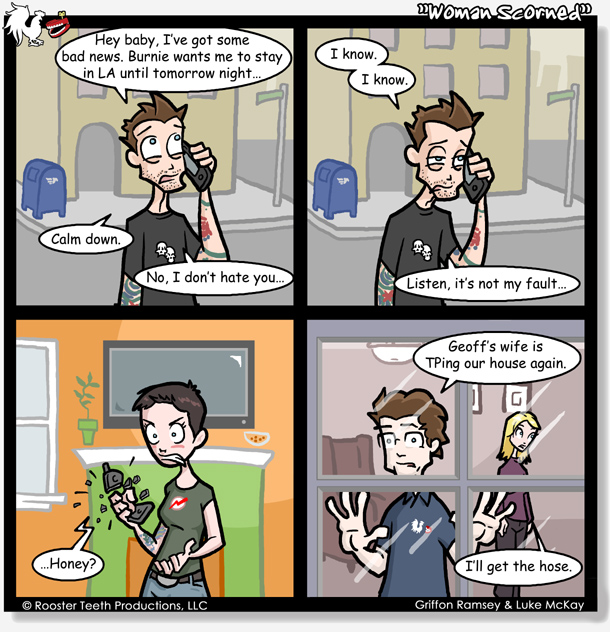 "Woman Scorned"
Hey baby, I've got some
bad news. Burnie wants me to stay
in LA until tomorrow night...
Calm down.
No, I don't hate you...
I know.
I know.
Listen, it's not my fault...
...Honey?
Geoff's wife is
TPing our house again.
I'll get the hose.
© Rooster Teeth Productions, LLC
Griffon Ramsey & Luke McKay